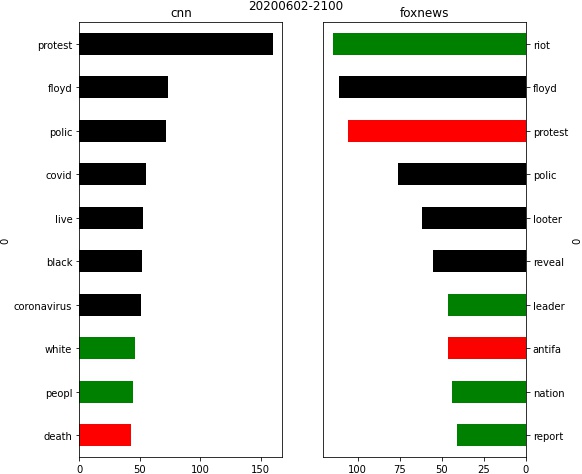 20200602-2100
cnn
foxnews
protest
floyd
polic
covid
live
black
coronavirus
white
peopl
death
0
0 50 100 150
riot
floyd
protest
polic
looter
reveal
leader
antifa
nation
report
0
100 75 50 25 0